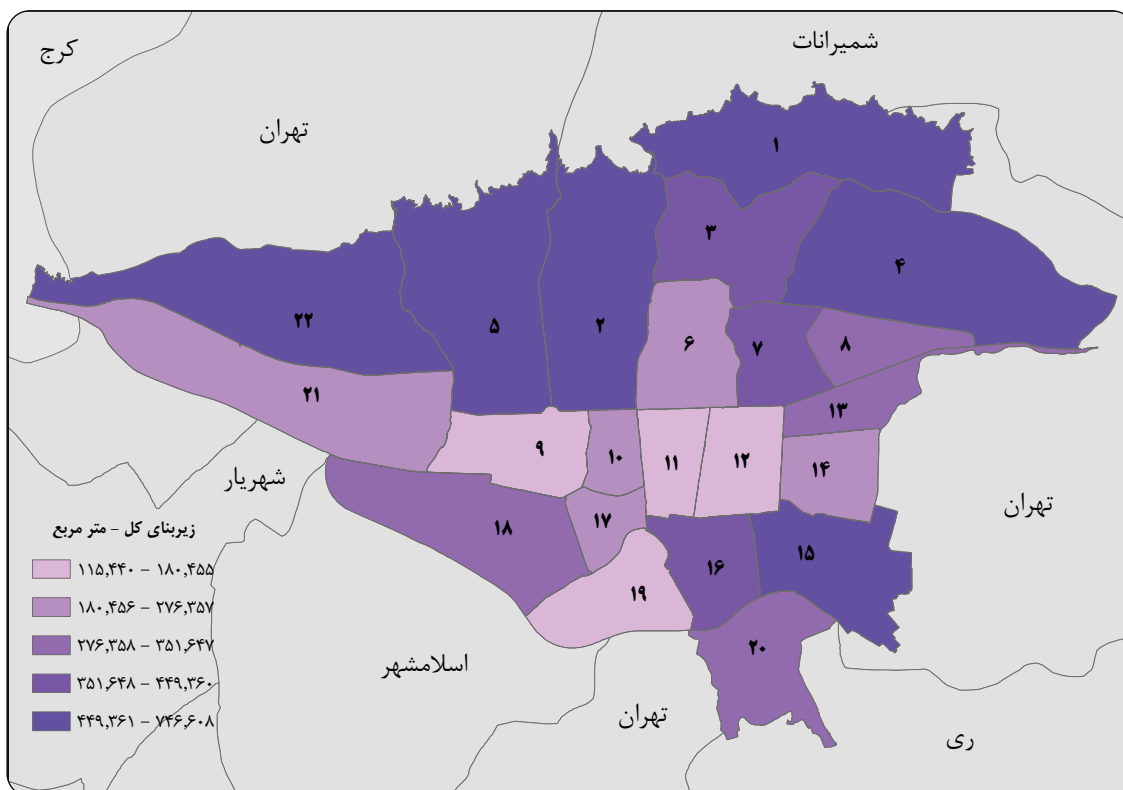 کرج
شمیرانات
تهران
۱
۳
۴
۲۲
۵
۲
۶
۷
۸
۲۱
۱۳
۹
۱۰
۱۱
۱۲
۱۴
شهریار
تهران
۱۸
۱۷
۱۶
۱۵
۱۹
۲۰
اسلامشهر
تهران
ری
زیربنای کل - متر مربع
۱۱۵,۴۴۰ - ۱۸۰,۴۵۵
۱۸۰,۴۵۶ - ۲۷۶,۳۵۷
۲۷۶,۳۵۸ - ۳۵۱,۶۴۷
۳۵۱,۶۴۸ - ۴۴۹,۳۶۰
۴۴۹,۳۶۱ - ۷۴۶,۶۰۸